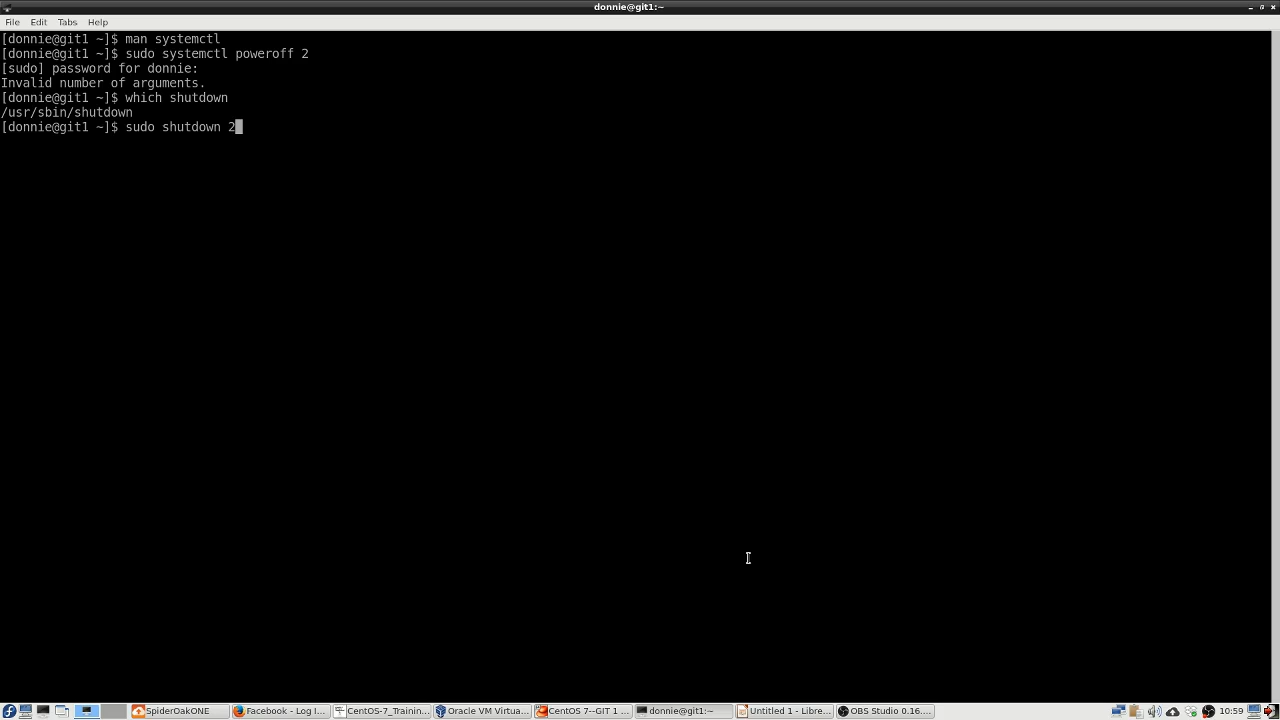 donnie@git1:~
File Edit Tabs Help
[donnie@git1 ~]$ man systemctl
[donnie@git1 ~]$ sudo systemctl poweroff 2
[sudo] password for donnie:
Invalid number of arguments.
[donnie@git1 ~]$ which shutdown
/usr/sbin/shutdown
[donnie@git1 ~]$ sudo shutdown 2
SpiderOakONE Facebook - Log I... CentOS-7_Trainin... Oracle VM Virtua... CentOS 7--GIT 1 ... donnie@git1:~ Untitled 1 - Libre... OBS Studio 0.16.... 10:59